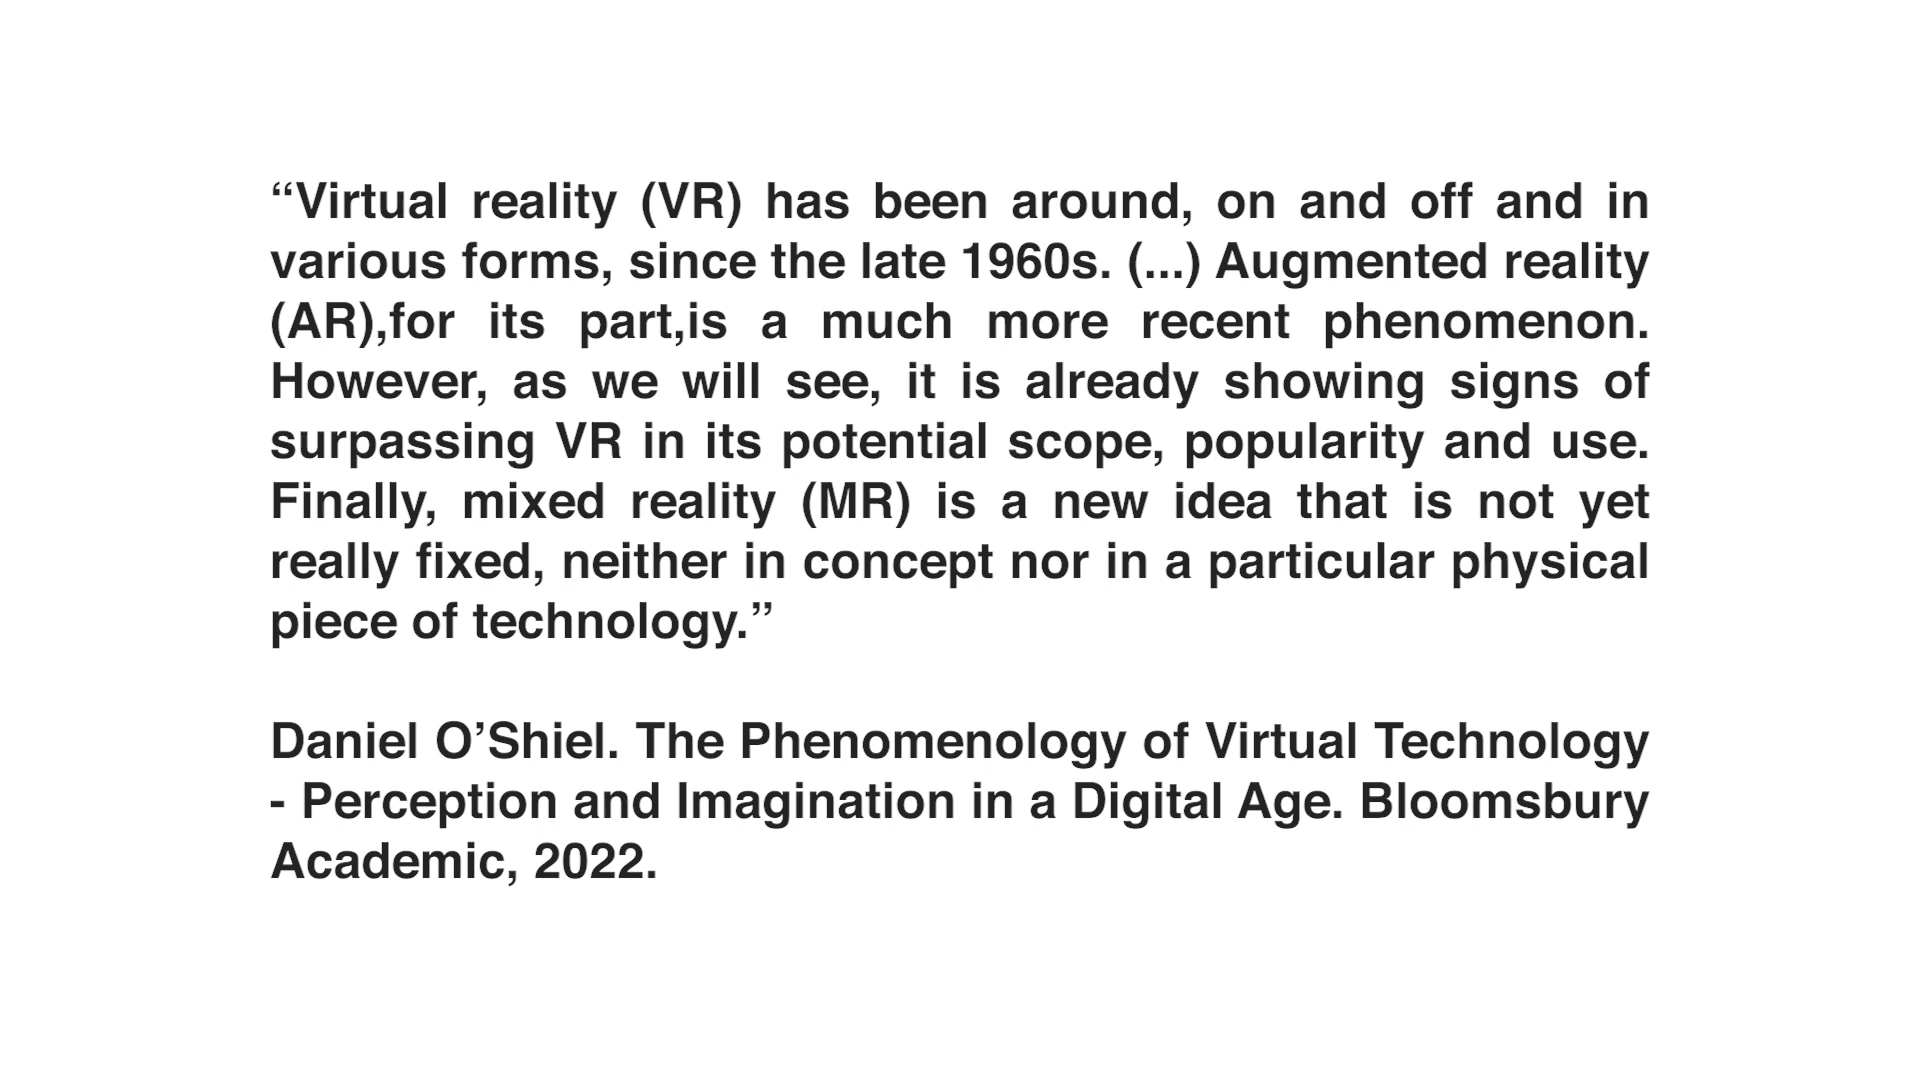 “Virtual reality (VR) has been around, on and off and in
various forms, since the late 1960s. (...) Augmented reality
(AR),for its part,is a much more recent phenomenon.
However, as we will see, it is already showing signs of
surpassing VR in its potential scope, popularity and use.
Finally, mixed reality (MR) is a new idea that is not yet
really fixed, neither in concept nor in a particular physical
piece of technology.”
Daniel O’Shiel. The Phenomenology of Virtual Technology
- Perception and Imagination in a Digital Age. Bloomsbury
Academic, 2022.